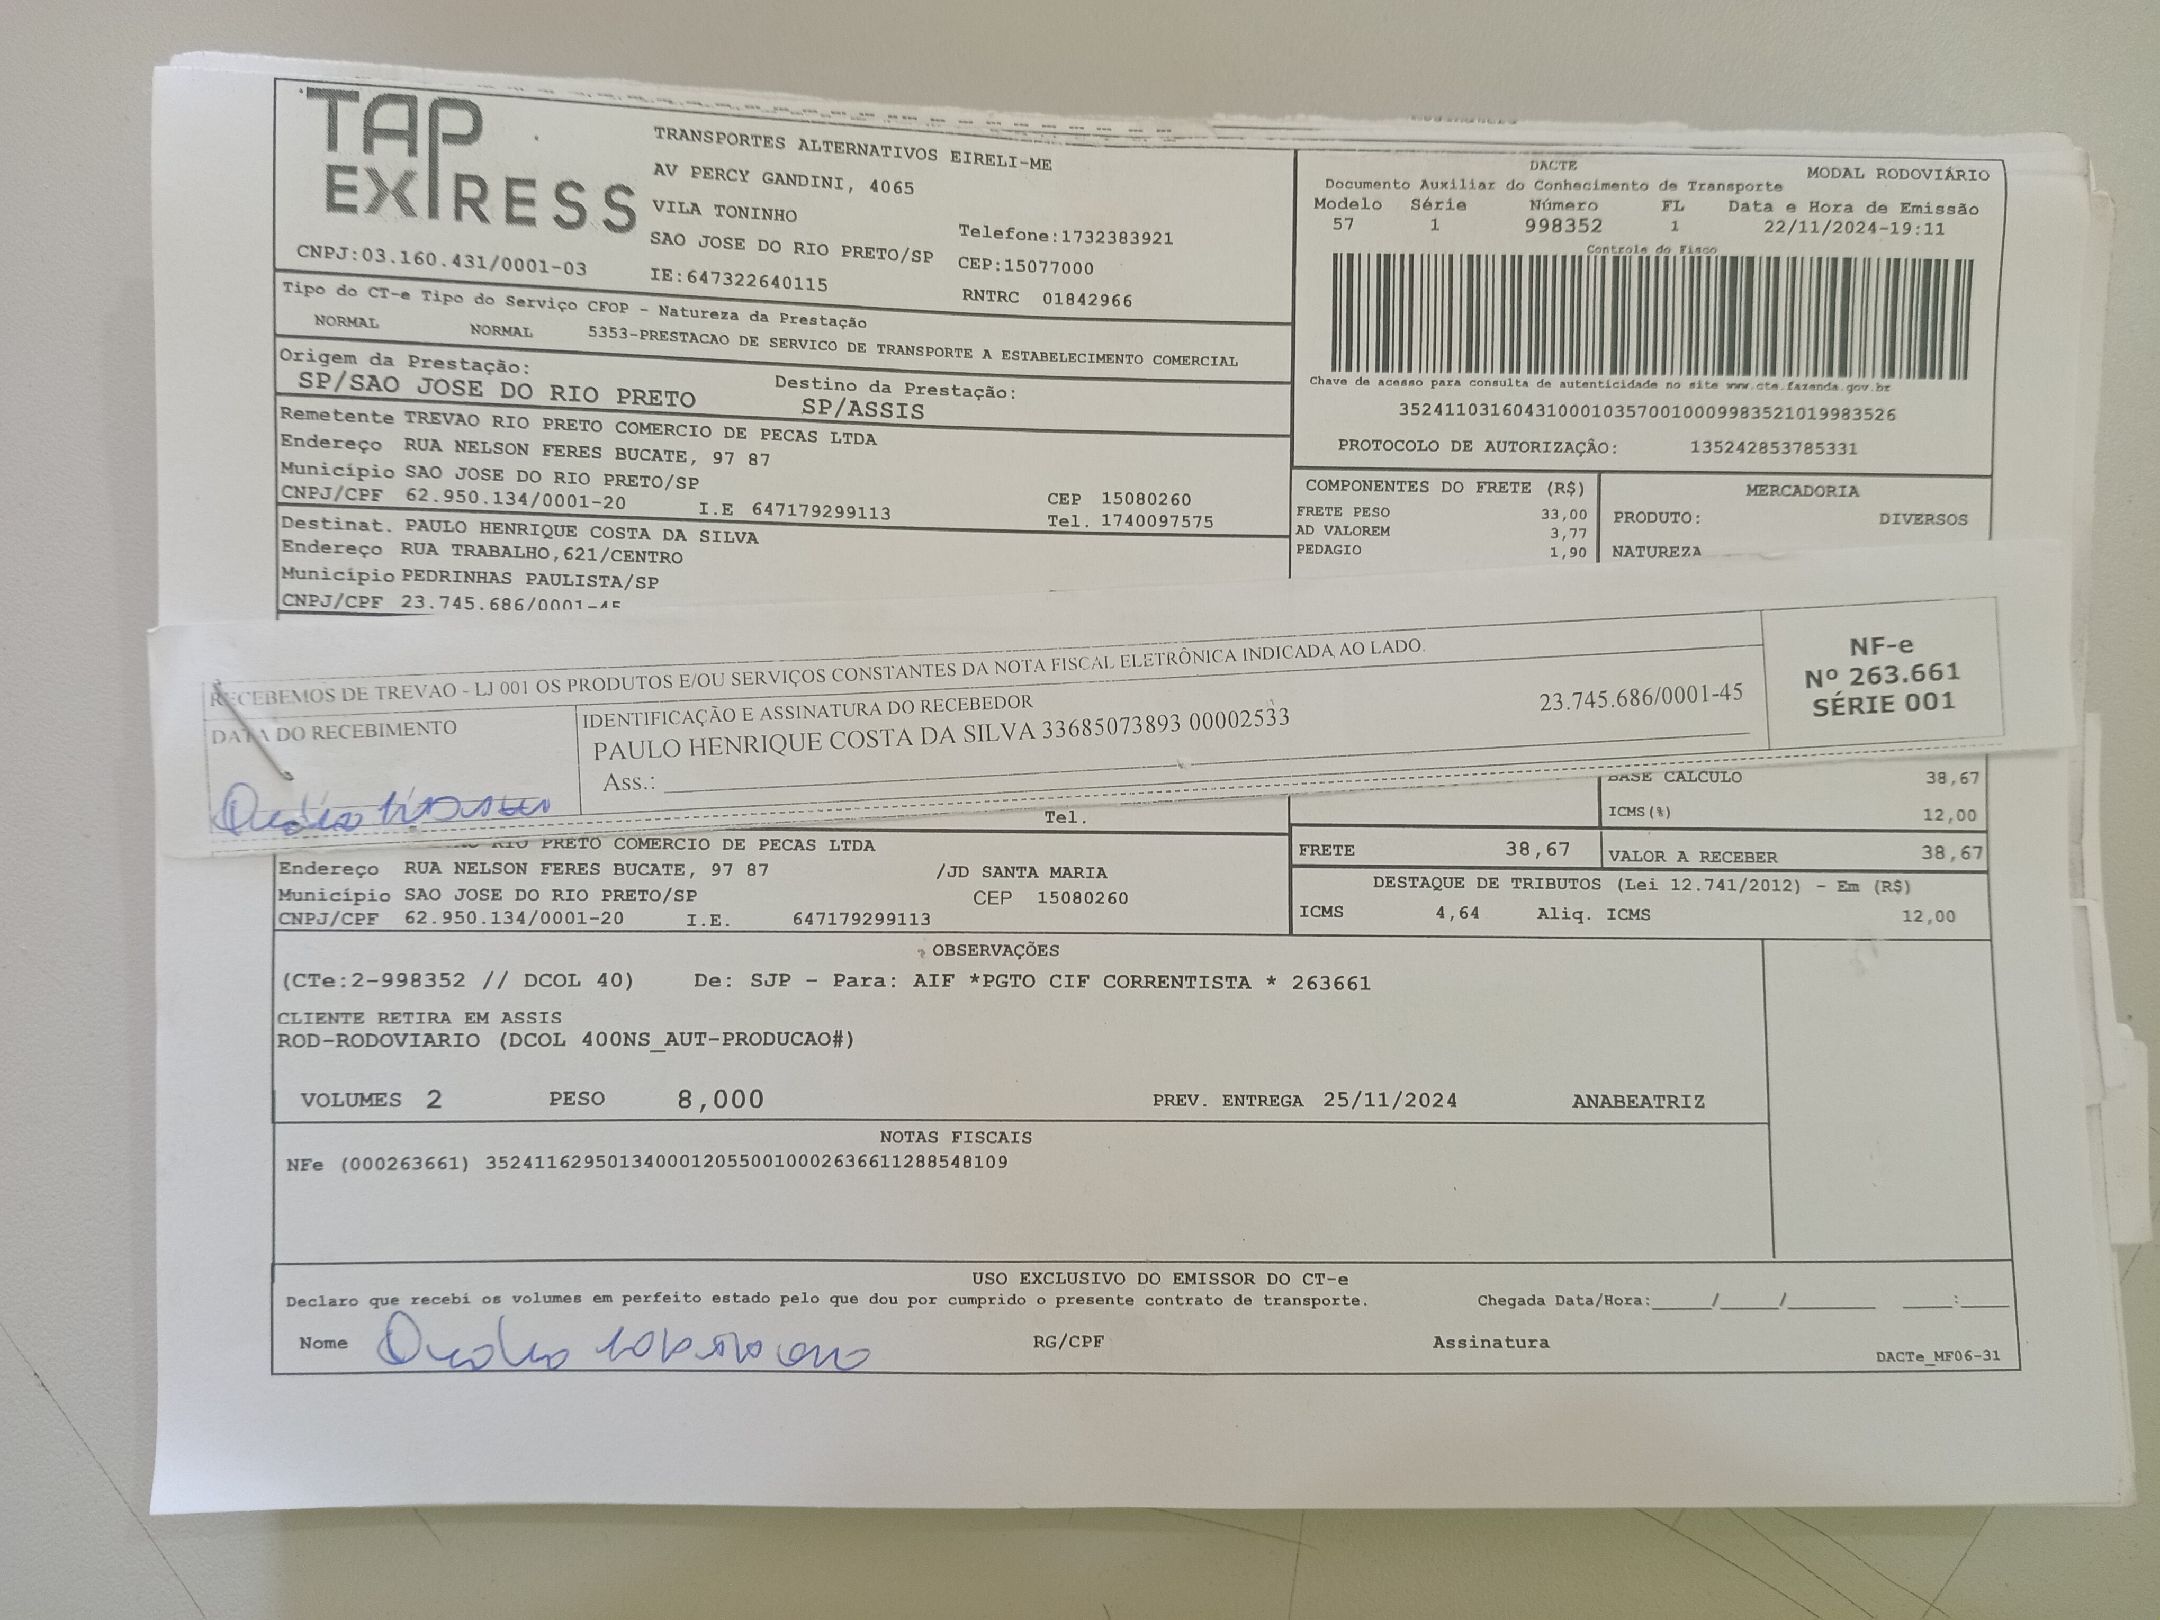 TAP
EXPRESS
TRANSPORTES ALTERNATIVOS EIRELI-ME
AV PERCY GANDINI, 4065
VILA TONINHO
SAO JOSE DO RIO PRETO/SP
Telefone:1732383921
CEP:15077000
CNPJ:03.160.431/0001-03
IE:647322640115
RNTRC 01842966
DACTE
MODAL RODOVIÁRIO
Documento Auxiliar do Conhecimento de Transporte
Modelo Série Número FL Data e Hora de Emissão
57 1 998352 1 22/11/2024-19:11
Controle do Fisco
Chave de acesso para consulta de autenticidade no site www.cte.fazenda.gov.br
35241103160431000103570010009983521019983526
PROTOCOLO DE AUTORIZAÇÃO: 135242853785331
Tipo do CT-e Tipo do Serviço CFOP - Natureza da Prestação
NORMAL NORMAL 5353-PRESTACAO DE SERVICO DE TRANSPORTE A ESTABELECIMENTO COMERCIAL
Origem da Prestação: Destino da Prestação:
SP/SAO JOSE DO RIO PRETO SP/ASSIS
Remetente TREVAO RIO PRETO COMERCIO DE PECAS LTDA
Endereço RUA NELSON FERES BUCATE, 97 87
Município SAO JOSE DO RIO PRETO/SP CEP 15080260
CNPJ/CPF 62.950.134/0001-20 I.E 647179299113 Tel. 1740097575
Destinat. PAULO HENRIQUE COSTA DA SILVA
Endereço RUA TRABALHO,621/CENTRO
Município PEDRINHAS PAULISTA/SP
CNPJ/CPF 23.745.686/0001-45
COMPONENTES DO FRETE (R$)
FRETE PESO 33,00
AD VALOREM 3,77
PEDAGIO 1,90
MERCADORIA
PRODUTO: DIVERSOS
NATUREZA
RECEBEMOS DE TREVAO - LJ 001 OS PRODUTOS E/OU SERVIÇOS CONSTANTES DA NOTA FISCAL ELETRÔNICA INDICADA AO LADO.
DATA DO RECEBIMENTO
IDENTIFICAÇÃO E ASSINATURA DO RECEBEDOR
PAULO HENRIQUE COSTA DA SILVA 33685073893 00002533 23.745.686/0001-45
Ass.:
NF-e
Nº 263.661
SÉRIE 001
Tel.
BASE CALCULO 38,67
ICMS(%) 12,00
RIO PRETO COMERCIO DE PECAS LTDA
Endereço RUA NELSON FERES BUCATE, 97 87 /JD SANTA MARIA
Município SAO JOSE DO RIO PRETO/SP CEP 15080260
CNPJ/CPF 62.950.134/0001-20 I.E. 647179299113
FRETE 38,67 VALOR A RECEBER 38,67
DESTAQUE DE TRIBUTOS (Lei 12.741/2012) - Em (R$)
ICMS 4,64 Aliq. ICMS 12,00
OBSERVAÇÕES
(CTe:2-998352 // DCOL 40) De: SJP - Para: AIF *PGTO CIF CORRENTISTA * 263661
CLIENTE RETIRA EM ASSIS
ROD-RODOVIARIO (DCOL 400NS_AUT-PRODUCAO#)
VOLUMES 2 PESO 8,000 PREV. ENTREGA 25/11/2024 ANABEATRIZ
NOTAS FISCAIS
NFe (000263661) 35241162950134000120550010002636611288548109
USO EXCLUSIVO DO EMISSOR DO CT-e
Declaro que recebi os volumes em perfeito estado pelo que dou por cumprido o presente contrato de transporte. Chegada Data/Hora:_____/_____/_______ ____:____
Nome RG/CPF Assinatura
DACTe_MF06-31